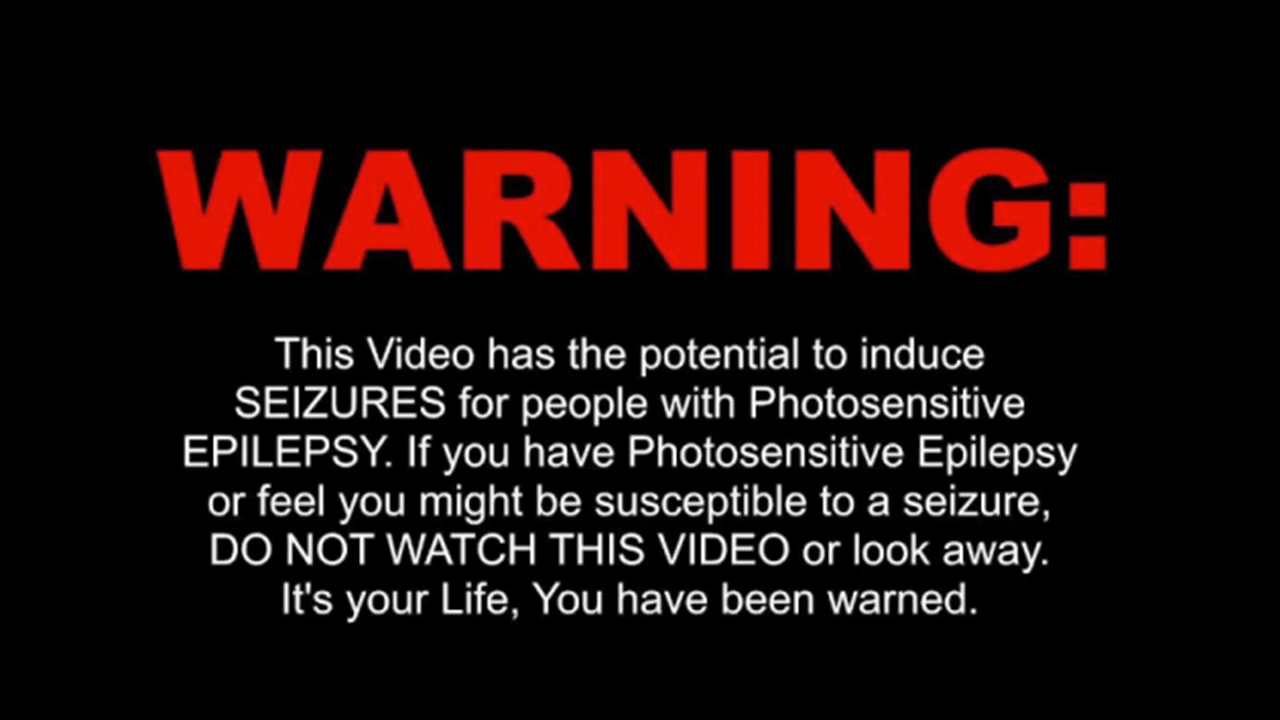 WARNING:
This Video has the potential to induce
SEIZURES for people with Photosensitive
EPILEPSY. If you have Photosensitive Epilepsy
or feel you might be susceptible to a seizure,
DO NOT WATCH THIS VIDEO or look away.
It's your Life, You have been warned.